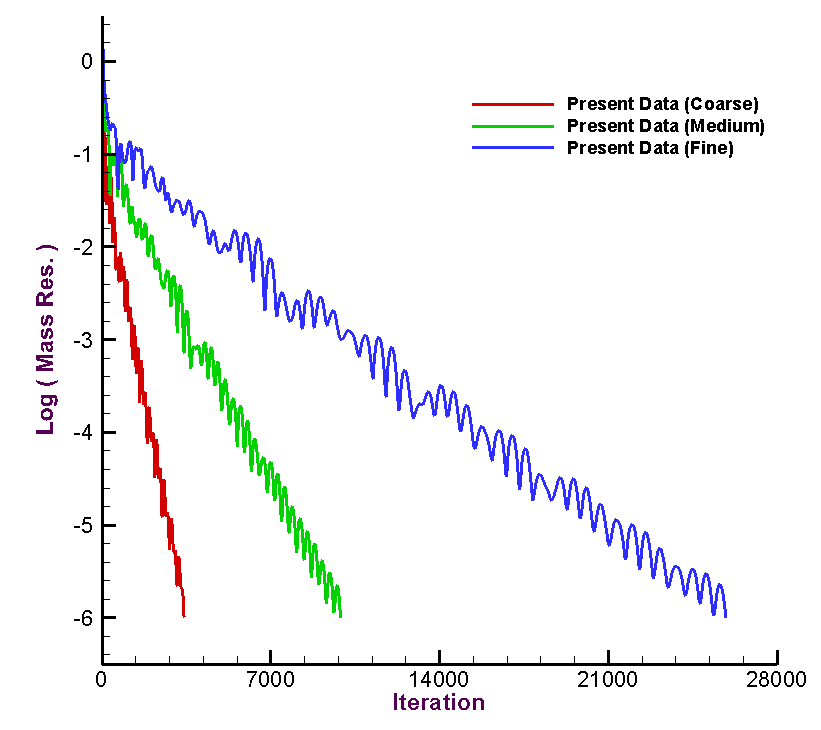 0
Present Data (Coarse)
Present Data (Medium)
Present Data (Fine)
-1
-2
-3
-4
-5
-6
Log ( Mass Res. )
0 7000 14000 21000 28000
Iteration